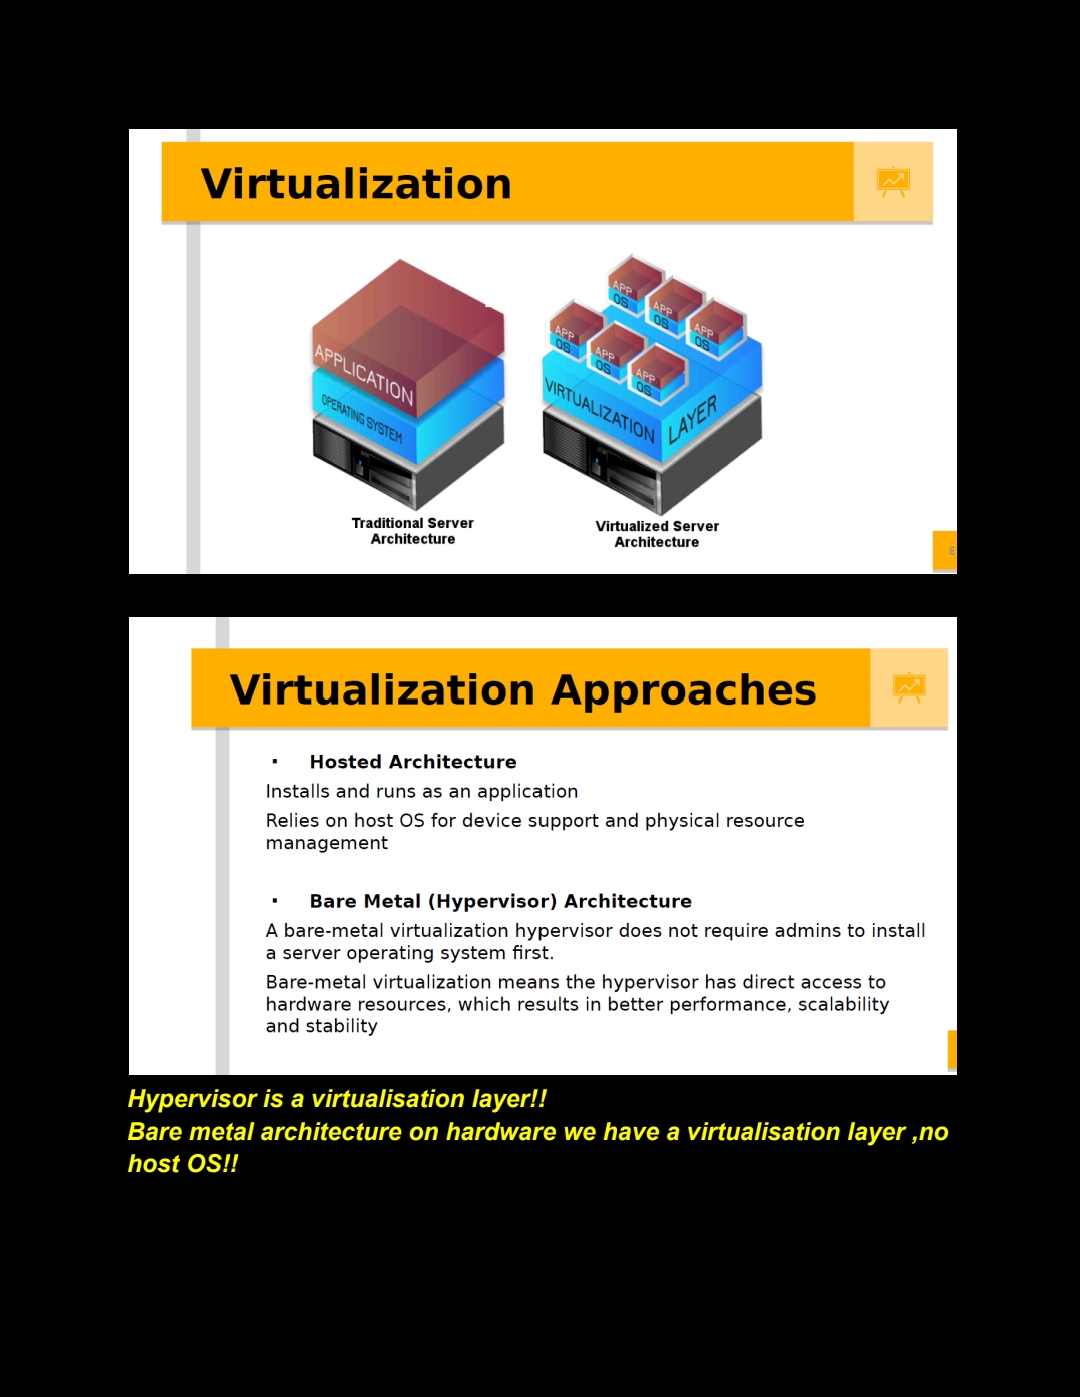 Virtualization
APPLICATION
OPERATING SYSTEM
Traditional Server
Architecture
APP
OS
APP
OS
APP
OS
APP
OS
APP
OS
APP
OS
VIRTUALIZATION LAYER
Virtualized Server
Architecture
8
Virtualization Approaches
▪ Hosted Architecture
Installs and runs as an application
Relies on host OS for device support and physical resource
management
▪ Bare Metal (Hypervisor) Architecture
A bare-metal virtualization hypervisor does not require admins to install
a server operating system first.
Bare-metal virtualization means the hypervisor has direct access to
hardware resources, which results in better performance, scalability
and stability
Hypervisor is a virtualisation layer!!
Bare metal architecture on hardware we have a virtualisation layer ,no
host OS!!